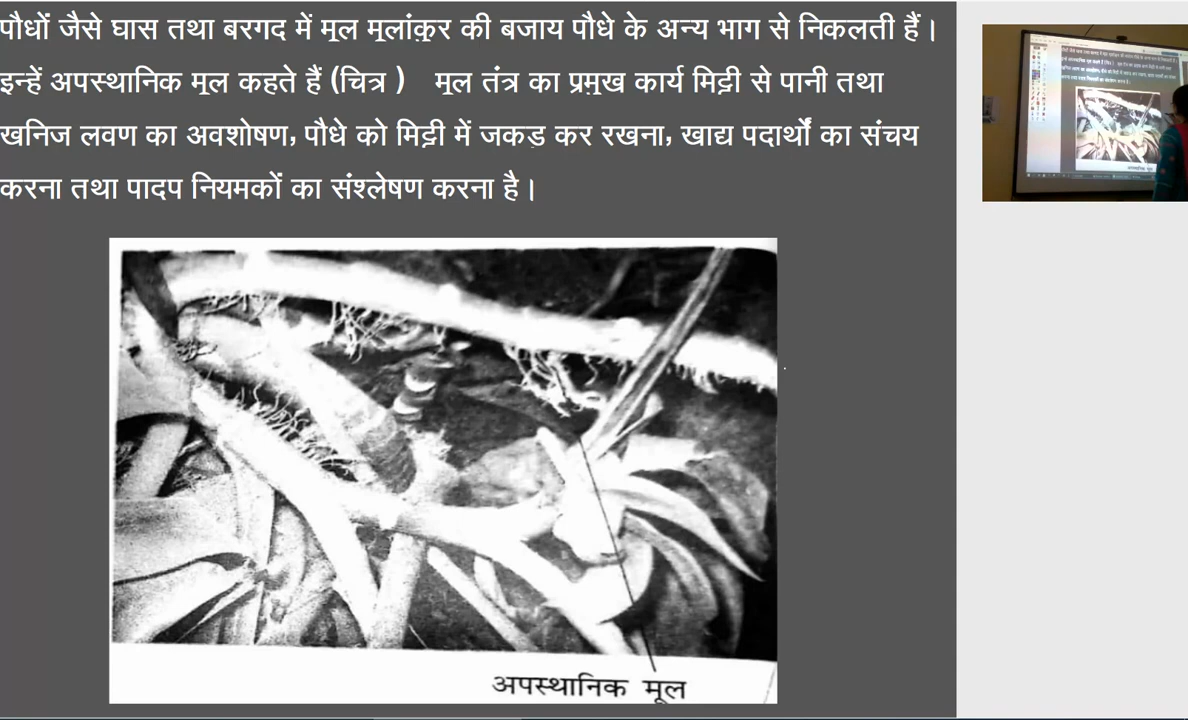 पौधों जैसे घास तथा बरगद में मूल मूलांकुर की बजाय पौधे के अन्य भाग से निकलती हैं।
इन्हें अपस्थानिक मूल कहते हैं (चित्र ) मूल तंत्र का प्रमुख कार्य मिट्टी से पानी तथा
खनिज लवण का अवशोषण, पौधे को मिट्टी में जकड़ कर रखना, खाद्य पदार्थों का संचय
करना तथा पादप नियमकों का संश्लेषण करना है।
अपस्थानिक मूल